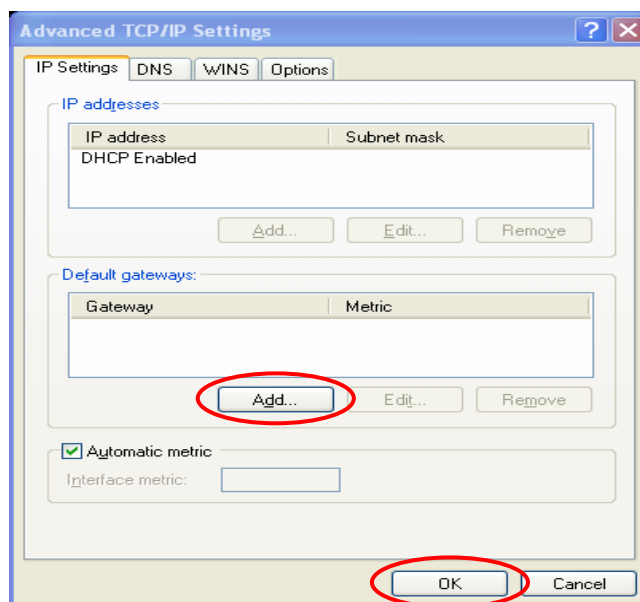 Advanced TCP/IP Settings
IP Settings DNS WINS Options
IP addresses
IP address Subnet mask
DHCP Enabled
Add... Edit... Remove
Default gateways:
Gateway Metric
Add... Edit... Remove
Automatic metric
Interface metric:
OK Cancel